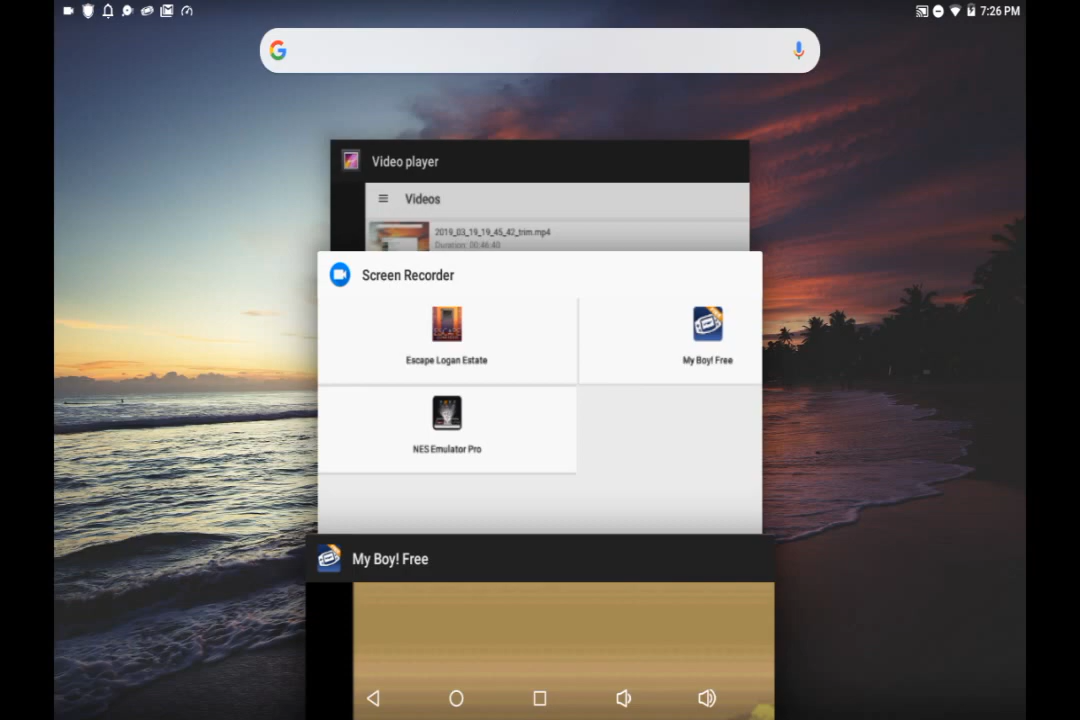 7:26 PM
Video player
Videos
2019_03_19_19_45_42_trim.mp4
Duration: 00:46:40
Screen Recorder
Escape Logan Estate
My Boy! Free
NES Emulator Pro
My Boy! Free